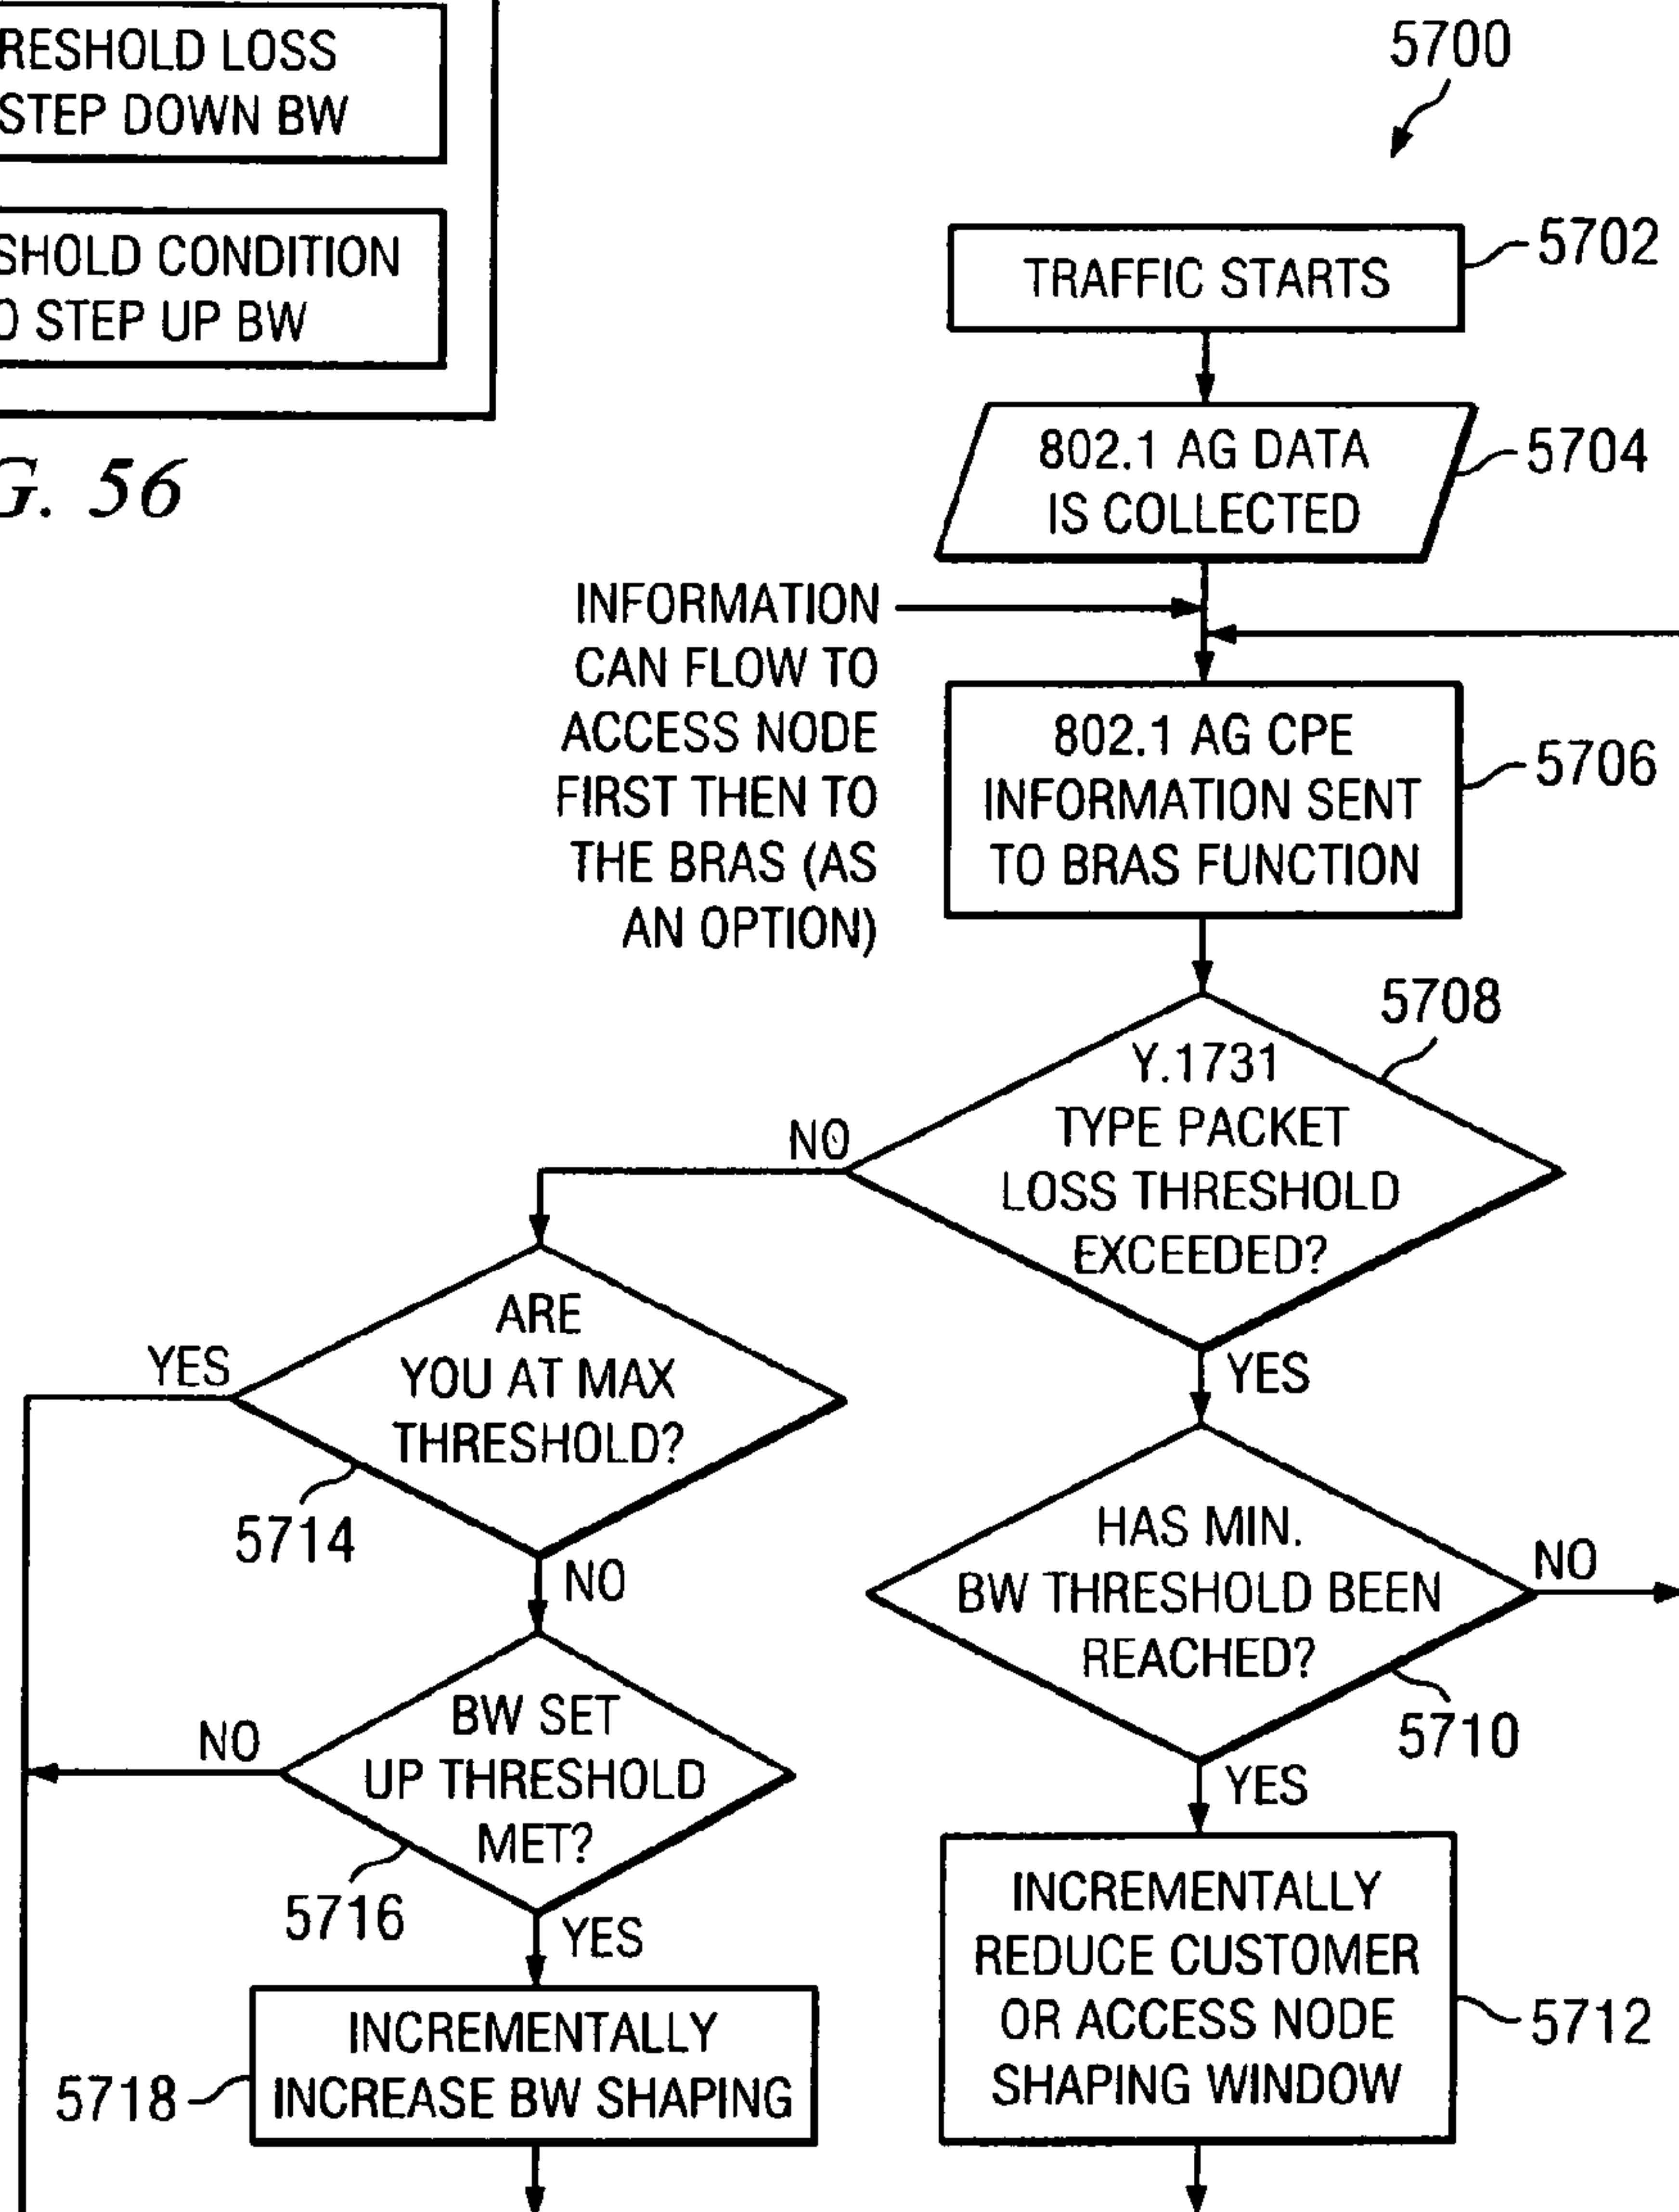 RESHOLD LOSS
STEP DOWN BW
SHOLD CONDITION
O STEP UP BW
G. 56
5700
TRAFFIC STARTS
5702
802.1 AG DATA
IS COLLECTED
5704
INFORMATION
CAN FLOW TO
ACCESS NODE
FIRST THEN TO
THE BRAS (AS
AN OPTION)
802.1 AG CPE
INFORMATION SENT
TO BRAS FUNCTION
5706
Y.1731
TYPE PACKET
LOSS THRESHOLD
EXCEEDED?
5708
NO
YES
ARE
YOU AT MAX
THRESHOLD?
5714
YES
NO
HAS MIN.
BW THRESHOLD BEEN
REACHED?
5710
NO
YES
BW SET
UP THRESHOLD
MET?
5716
NO
YES
INCREMENTALLY
INCREASE BW SHAPING
5718
INCREMENTALLY
REDUCE CUSTOMER
OR ACCESS NODE
SHAPING WINDOW
5712